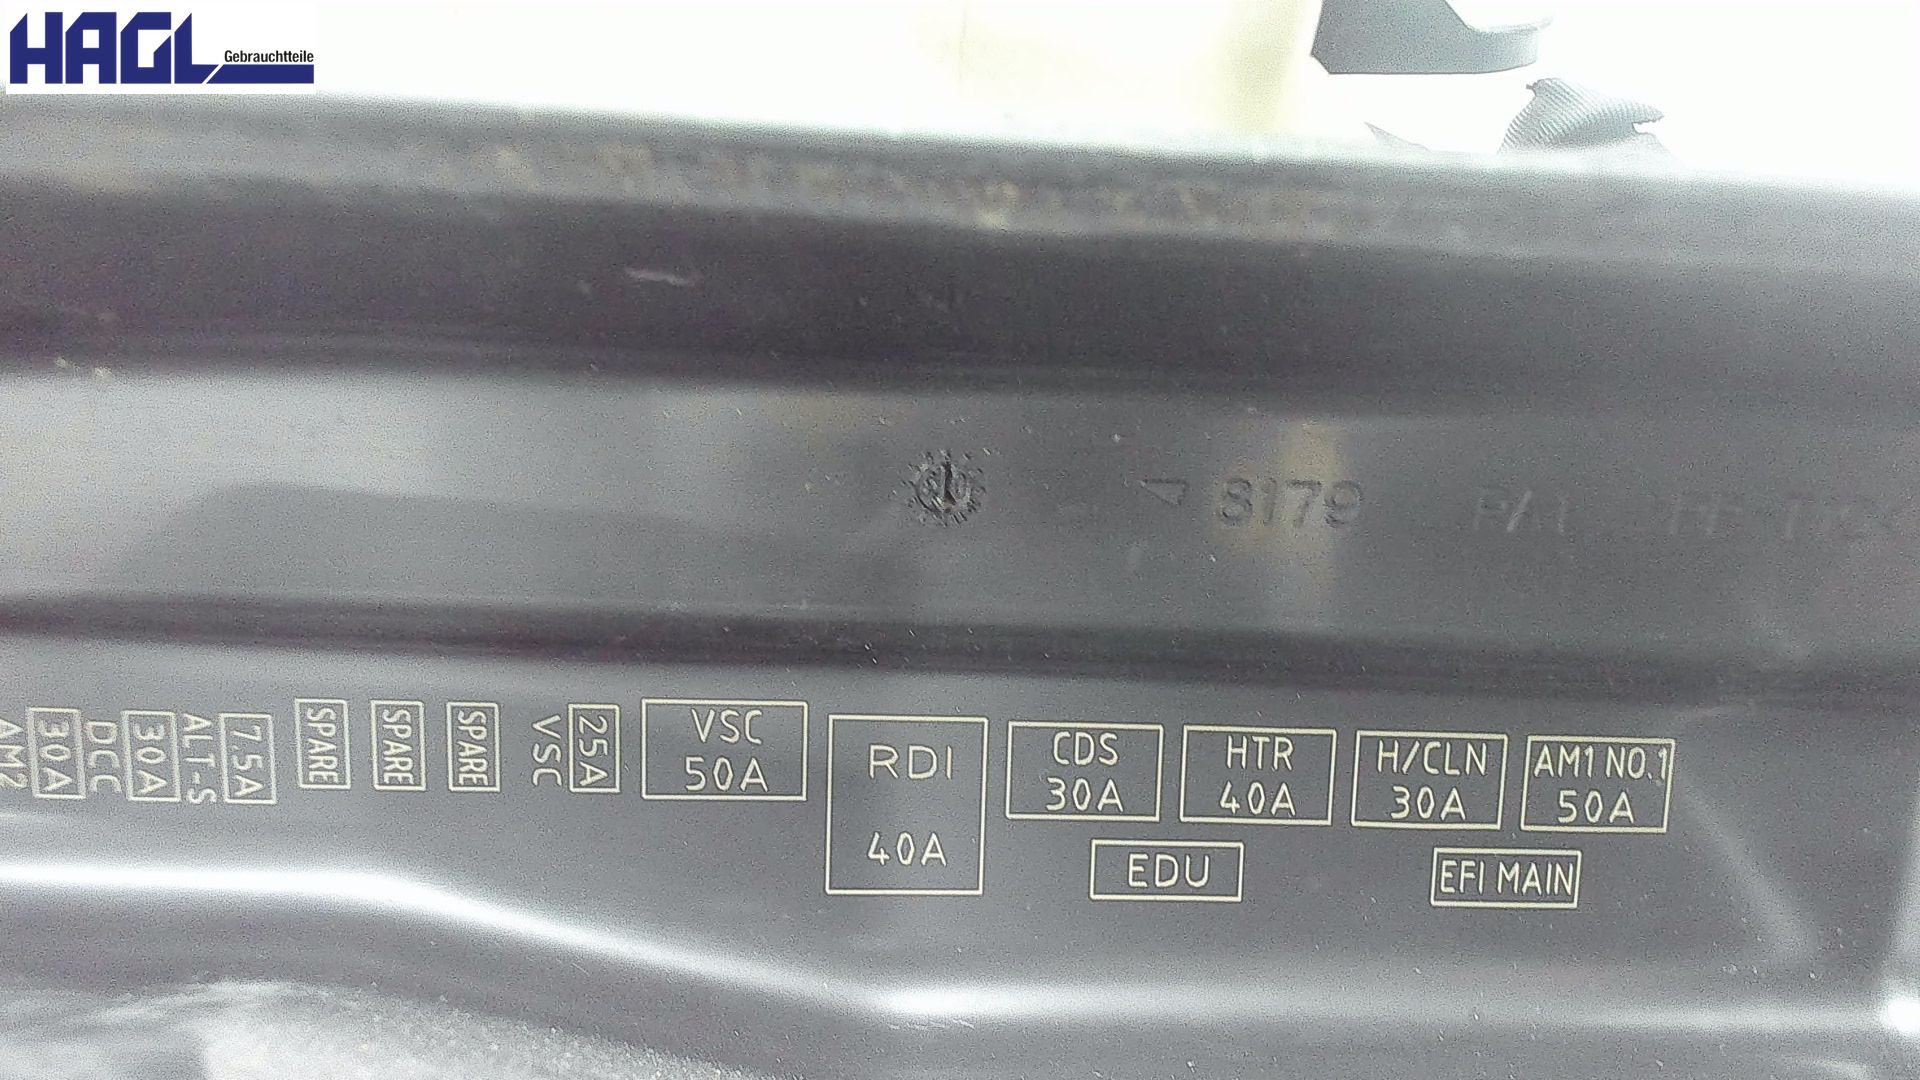 HAGL
Gebrauchtteile
8179
AM2
30A
DCC
30A
ALT-S
7.5A
SPARE
SPARE
SPARE
VSC
25A
VSC
50A
RDI
40A
CDS
30A
HTR
40A
H/CLN
30A
AM1 NO.1
50A
EDU
EFI MAIN